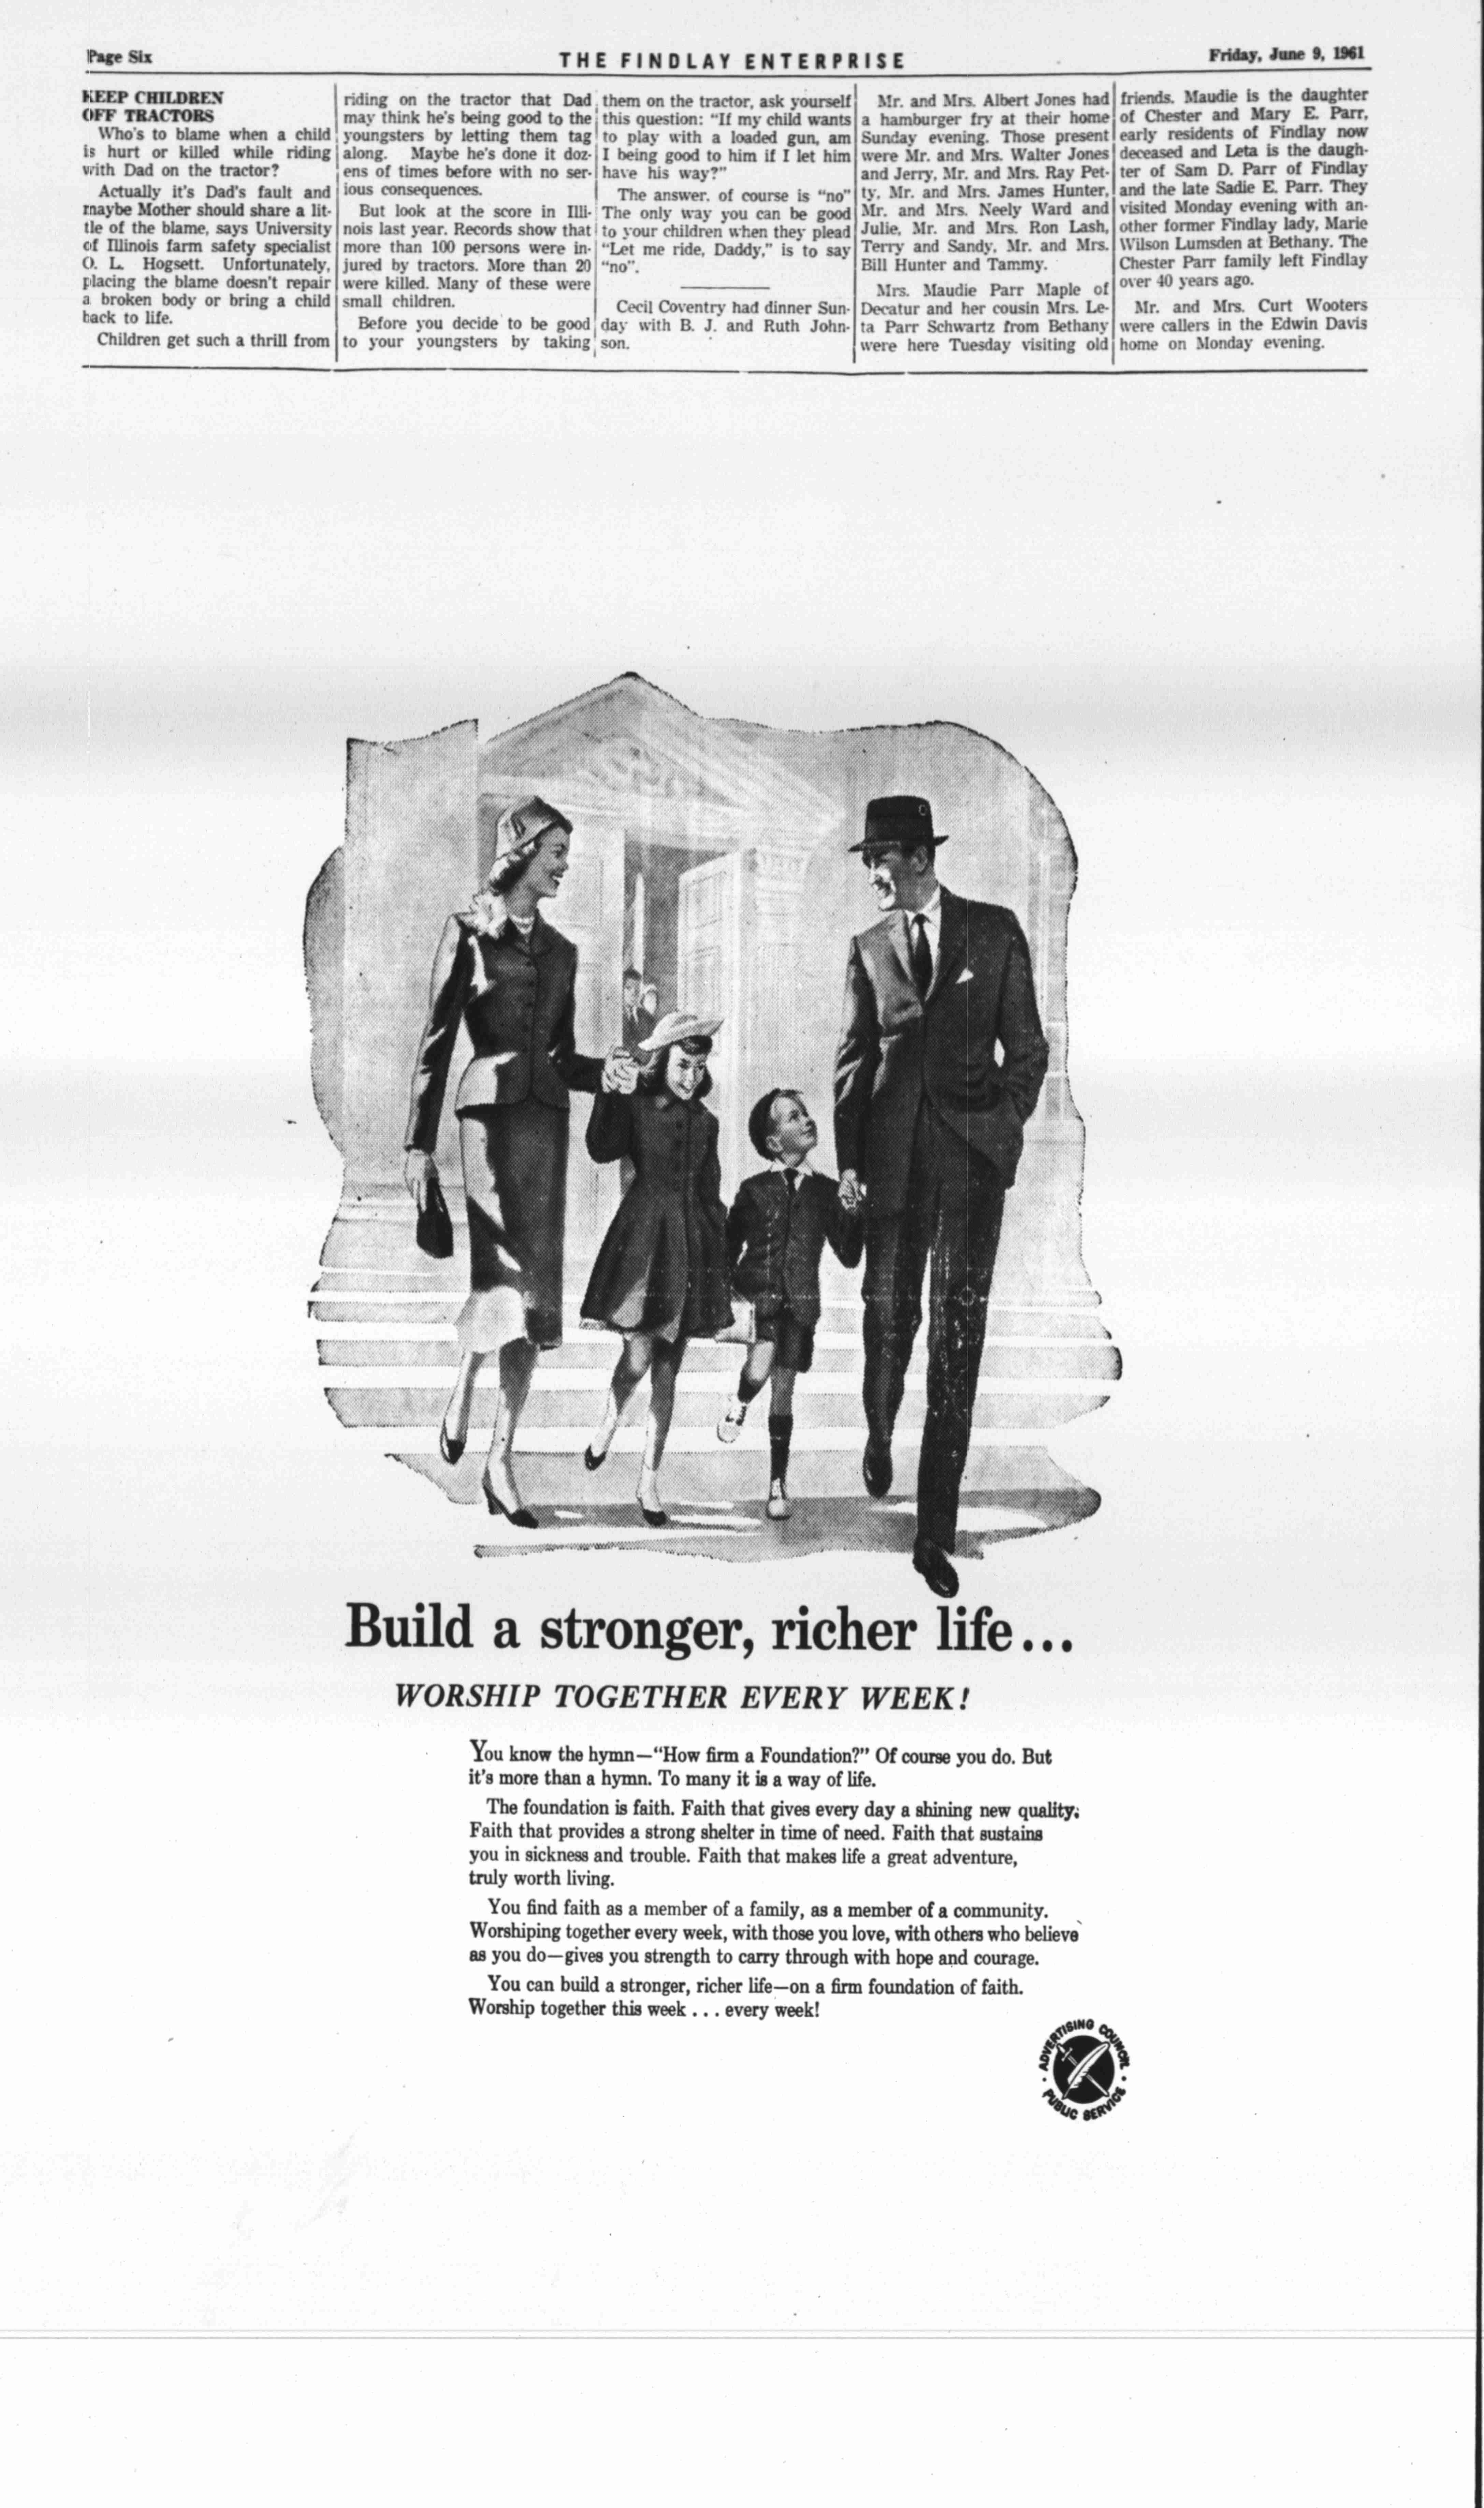 Page Six
THE FINDLAY ENTERPRISE
Friday, June 9, 1961
KEEP CHILDREN
OFF TRACTORS
Who's to blame when a child
is hurt or killed while riding
with Dad on the tractor?
Actually it's Dad's fault and
maybe Mother should share a lit-
tle of the blame, says University
of Illinois farm safety specialist
O. L. Hogsett. Unfortunately,
placing the blame doesn't repair
a broken body or bring a child
back to life.
Children get such a thrill from
riding on the tractor that Dad
may think he's being good to the
youngsters by letting them tag
along. Maybe he's done it doz-
ens of times before with no ser-
ious consequences.
But look at the score in Illi-
nois last year. Records show that
more than 100 persons were in-
jured by tractors. More than 20
were killed. Many of these were
small children.
Before you decide to be good
to your youngsters by taking
them on the tractor, ask yourself
this question: "If my child wants
to play with a loaded gun, am
I being good to him if I let him
have his way?"
The answer. of course is "no"
The only way you can be good
to your children when they plead
"Let me ride, Daddy," is to say
"no".
Cecil Coventry had dinner Sun-
day with B. J. and Ruth John-
son.
Mr. and Mrs. Albert Jones had
a hamburger fry at their home
Sunday evening. Those present
were Mr. and Mrs. Walter Jones
and Jerry, Mr. and Mrs. Ray Pet-
ty, Mr. and Mrs. James Hunter,
Mr. and Mrs. Neely Ward and
Julie, Mr. and Mrs. Ron Lash,
Terry and Sandy, Mr. and Mrs.
Bill Hunter and Tammy.
Mrs. Maudie Parr Maple of
Decatur and her cousin Mrs. Le-
ta Parr Schwartz from Bethany
were here Tuesday visiting old
friends. Maudie is the daughter
of Chester and Mary E. Parr,
early residents of Findlay now
deceased and Leta is the daugh-
ter of Sam D. Parr of Findlay
and the late Sadie E. Parr. They
visited Monday evening with an-
other former Findlay lady, Marie
Wilson Lumsden at Bethany. The
Chester Parr family left Findlay
over 40 years ago.
Mr. and Mrs. Curt Wooters
were callers in the Edwin Davis
home on Monday evening.
Build a stronger, richer life...
WORSHIP TOGETHER EVERY WEEK!
You know the hymn—"How firm a Foundation?" Of course you do. But
it's more than a hymn. To many it is a way of life.
The foundation is faith. Faith that gives every day a shining new quality.
Faith that provides a strong shelter in time of need. Faith that sustains
you in sickness and trouble. Faith that makes life a great adventure,
truly worth living.
You find faith as a member of a family, as a member of a community.
Worshiping together every week, with those you love, with others who believe
as you do—gives you strength to carry through with hope and courage.
You can build a stronger, richer life—on a firm foundation of faith.
Worship together this week . . . every week!
ADVERTISING COUNCIL
PUBLIC SERVICE